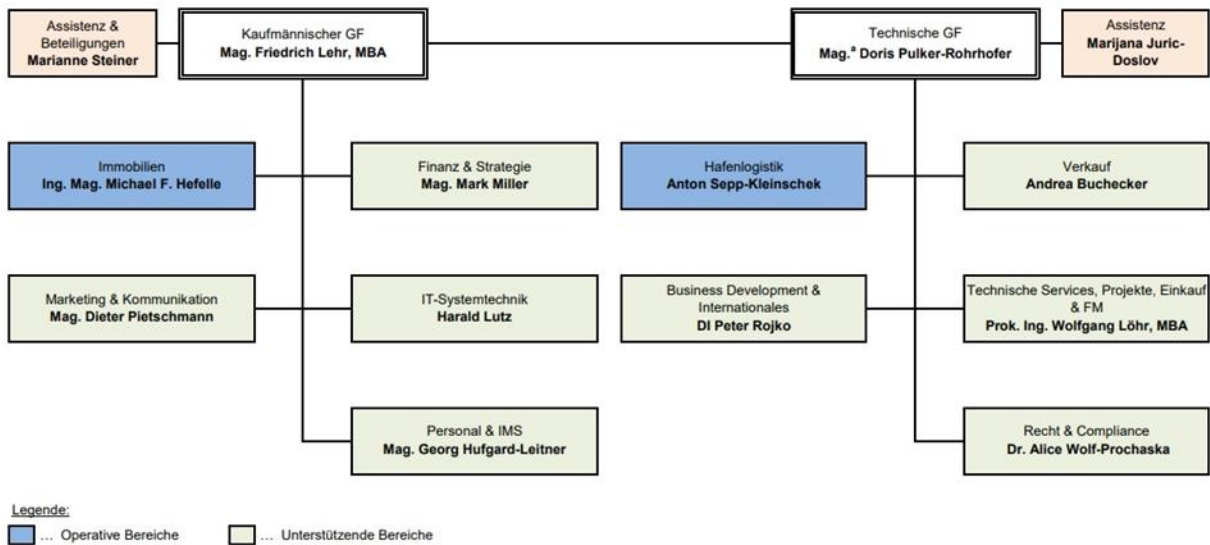 Assistenz &
Beteiligungen
Marianne Steiner
Kaufmännischer GF
Mag. Friedrich Lehr, MBA
Technische GF
Mag.ª Doris Pulker-Rohrhofer
Assistenz
Marijana Juric-
Doslov
Immobilien
Ing. Mag. Michael F. Hefelle
Finanz & Strategie
Mag. Mark Miller
Hafenlogistik
Anton Sepp-Kleinschek
Verkauf
Andrea Buchecker
Marketing & Kommunikation
Mag. Dieter Pietschmann
IT-Systemtechnik
Harald Lutz
Business Development &
Internationales
DI Peter Rojko
Technische Services, Projekte, Einkauf
& FM
Prok. Ing. Wolfgang Löhr, MBA
Personal & IMS
Mag. Georg Hufgard-Leitner
Recht & Compliance
Dr. Alice Wolf-Prochaska
Legende:
... Operative Bereiche
... Unterstützende Bereiche